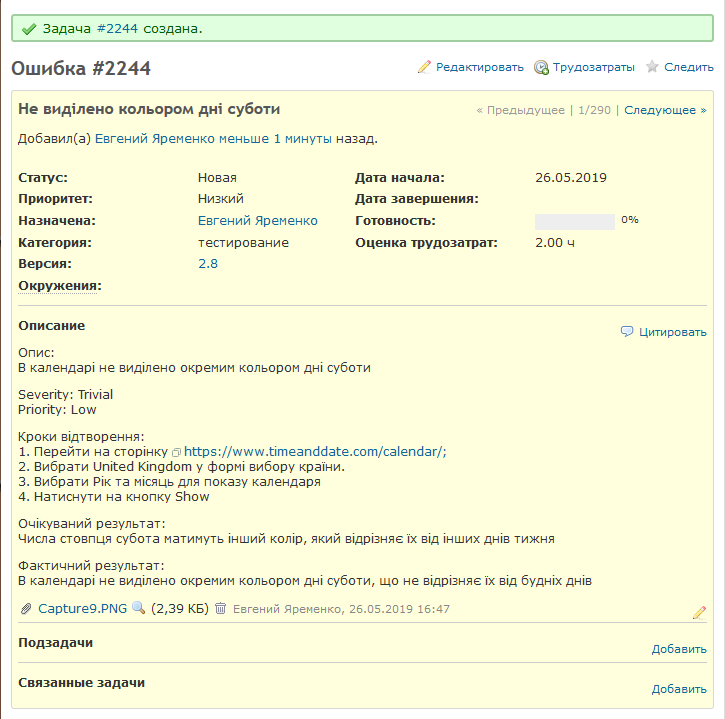 Задача #2244 создана.
Ошибка #2244
Редактировать Трудозатраты Следить
Не виділено кольором дні суботи
« Предыдущее | 1/290 | Следующее »
Добавил(а) Евгений Яременко меньше 1 минуты назад.
Статус: Новая Дата начала: 26.05.2019
Приоритет: Низкий Дата завершения:
Назначена: Евгений Яременко Готовность: 0%
Категория: тестирование Оценка трудозатрат: 2.00 ч
Версия: 2.8
Окружения:
Описание
Цитировать
Опис:
В календарі не виділено окремим кольором дні суботи
Severity: Trivial
Priority: Low
Кроки відтворення:
1. Перейти на сторінку https://www.timeanddate.com/calendar/;
2. Вибрати United Kingdom у формі вибору країни.
3. Вибрати Рік та місяць для показу календаря
4. Натиснути на кнопку Show
Очікуваний результат:
Числа стовпця субота матимуть інший колір, який відрізняє їх від інших днів тижня
Фактичний результат:
В календарі не виділено окремим кольором дні суботи, що не відрізняє їх від будніх днів
Capture9.PNG (2,39 КБ) Евгений Яременко, 26.05.2019 16:47
Подзадачи
Добавить
Связанные задачи
Добавить